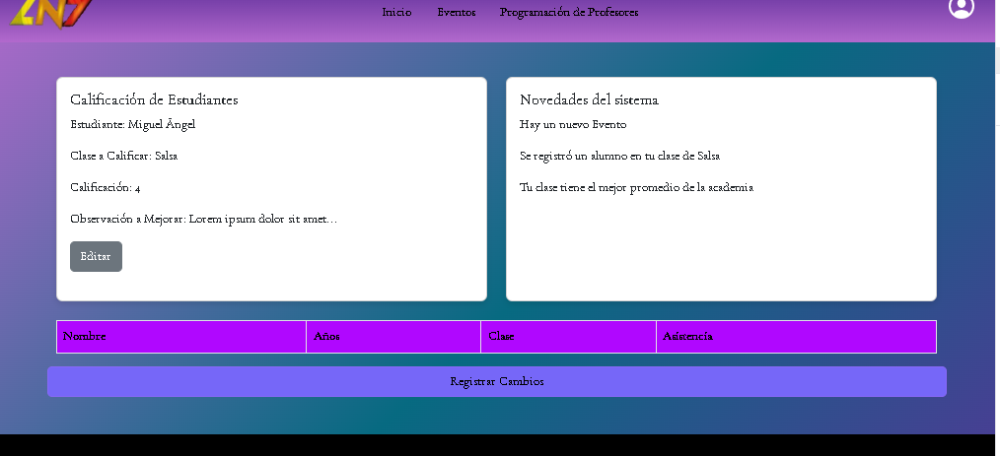 Inicio Eventos Programación de Profesores
Calificación de Estudiantes
Estudiante: Miguel Ángel
Clase a Calificar: Salsa
Calificación: 4
Observación a Mejorar: Lorem ipsum dolor sit amet...
Editar
Novedades del sistema
Hay un nuevo Evento
Se registró un alumno en tu clase de Salsa
Tu clase tiene el mejor promedio de la academia
Nombre Años Clase Asistencia
Registrar Cambios